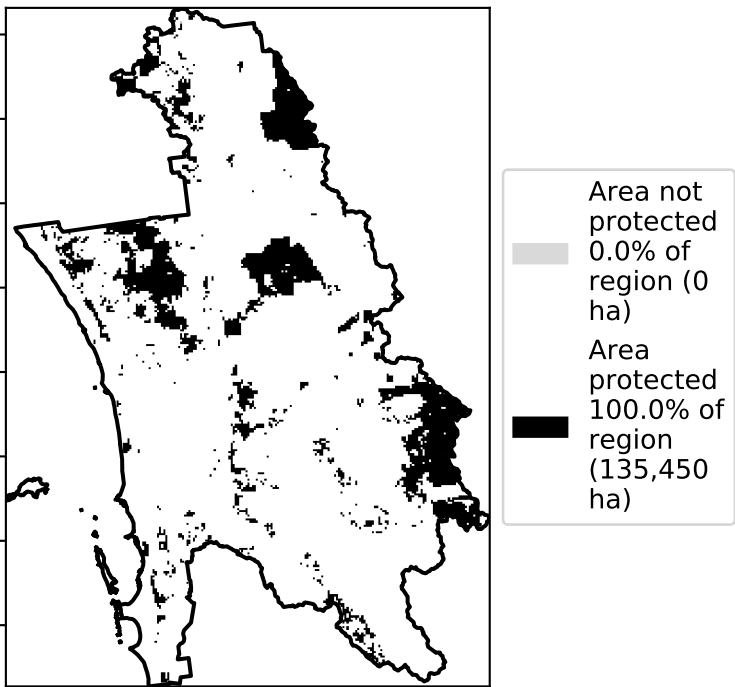 Area not
protected
0.0% of
region (0
ha)
Area
protected
100.0% of
region
(135,450
ha)